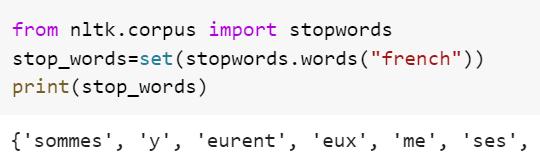 from nltk.corpus import stopwords
stop_words=set(stopwords.words("french"))
print(stop_words)
{'sommes', 'y', 'eurent', 'eux', 'me', 'ses',